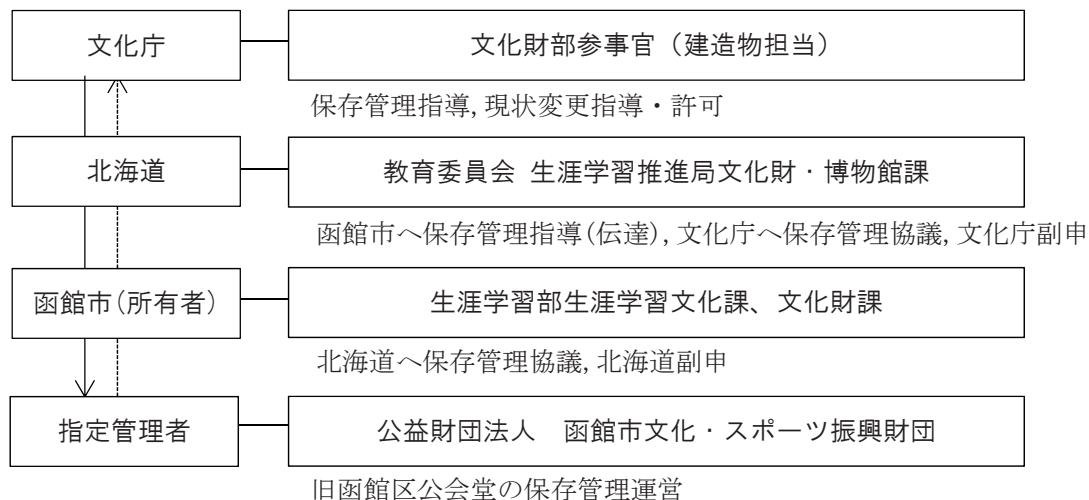 文化庁
文化財部参事官（建造物担当）
保存管理指導,現状変更指導・許可
北海道
教育委員会 生涯学習推進局文化財・博物館課
函館市へ保存管理指導(伝達),文化庁へ保存管理協議,文化庁副申
函館市(所有者)
生涯学習部生涯学習文化課、文化財課
北海道へ保存管理協議,北海道副申
指定管理者
公益財団法人　函館市文化・スポーツ振興財団
旧函館区公会堂の保存管理運営